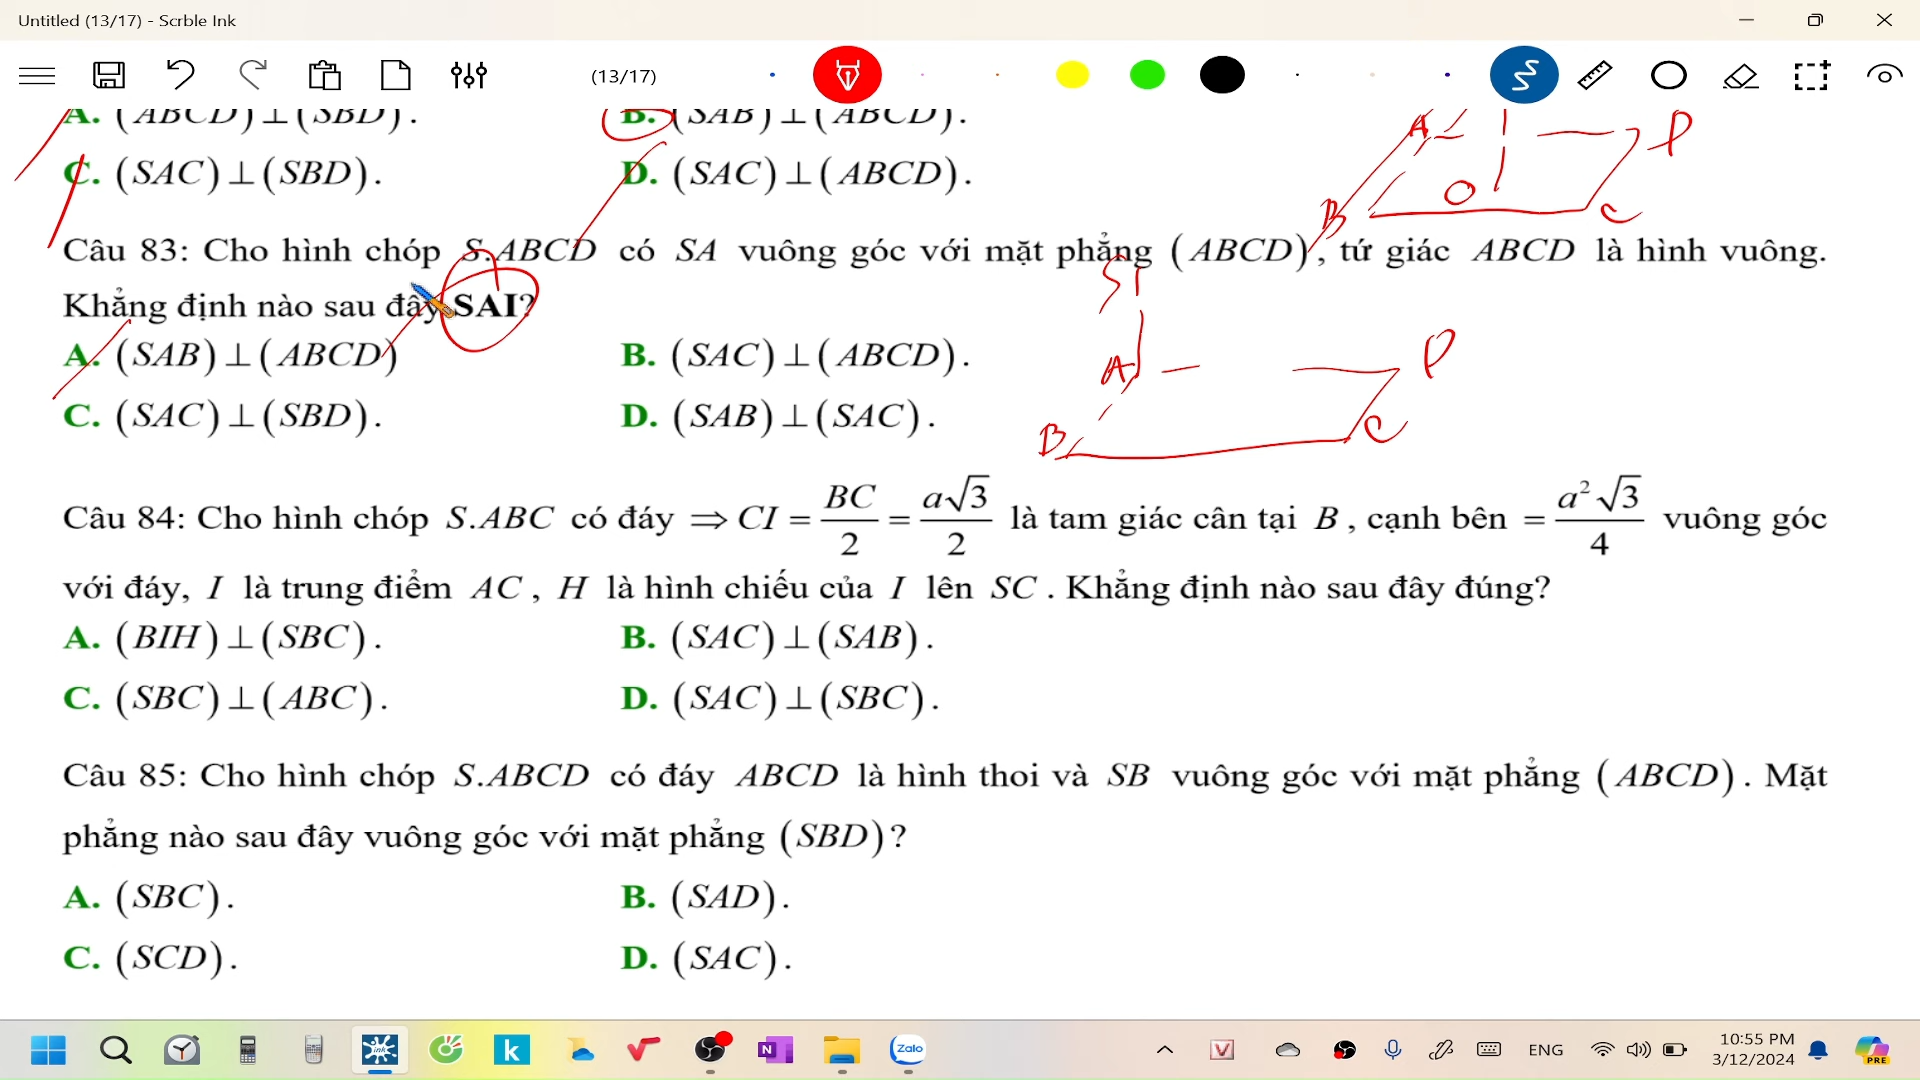 Untitled (13/17) - Scrble Ink
(13/17)
A. (ABCD)⊥(SBD).
B. (SAB)⊥(ABCD).
C. (SAC)⊥(SBD).
D. (SAC)⊥(ABCD).
A
D
B
O
C
Câu 83: Cho hình chóp S.ABCD có SA vuông góc với mặt phẳng (ABCD), tứ giác ABCD là hình vuông.
Khẳng định nào sau đây SAI?
A. (SAB)⊥(ABCD)
B. (SAC)⊥(ABCD).
C. (SAC)⊥(SBD).
D. (SAB)⊥(SAC).
S
A
D
B
C
Câu 84: Cho hình chóp S.ABC có đáy ⇒ CI = BC/2 = a√3/2 là tam giác cân tại B, cạnh bên = a²√3/4 vuông góc
với đáy, I là trung điểm AC, H là hình chiếu của I lên SC. Khẳng định nào sau đây đúng?
A. (BIH)⊥(SBC).
B. (SAC)⊥(SAB).
C. (SBC)⊥(ABC).
D. (SAC)⊥(SBC).
Câu 85: Cho hình chóp S.ABCD có đáy ABCD là hình thoi và SB vuông góc với mặt phẳng (ABCD). Mặt
phẳng nào sau đây vuông góc với mặt phẳng (SBD)?
A. (SBC).
B. (SAD).
C. (SCD).
D. (SAC).
ink
k
N
Zalo
V
ENG
10:55 PM
3/12/2024
PRE